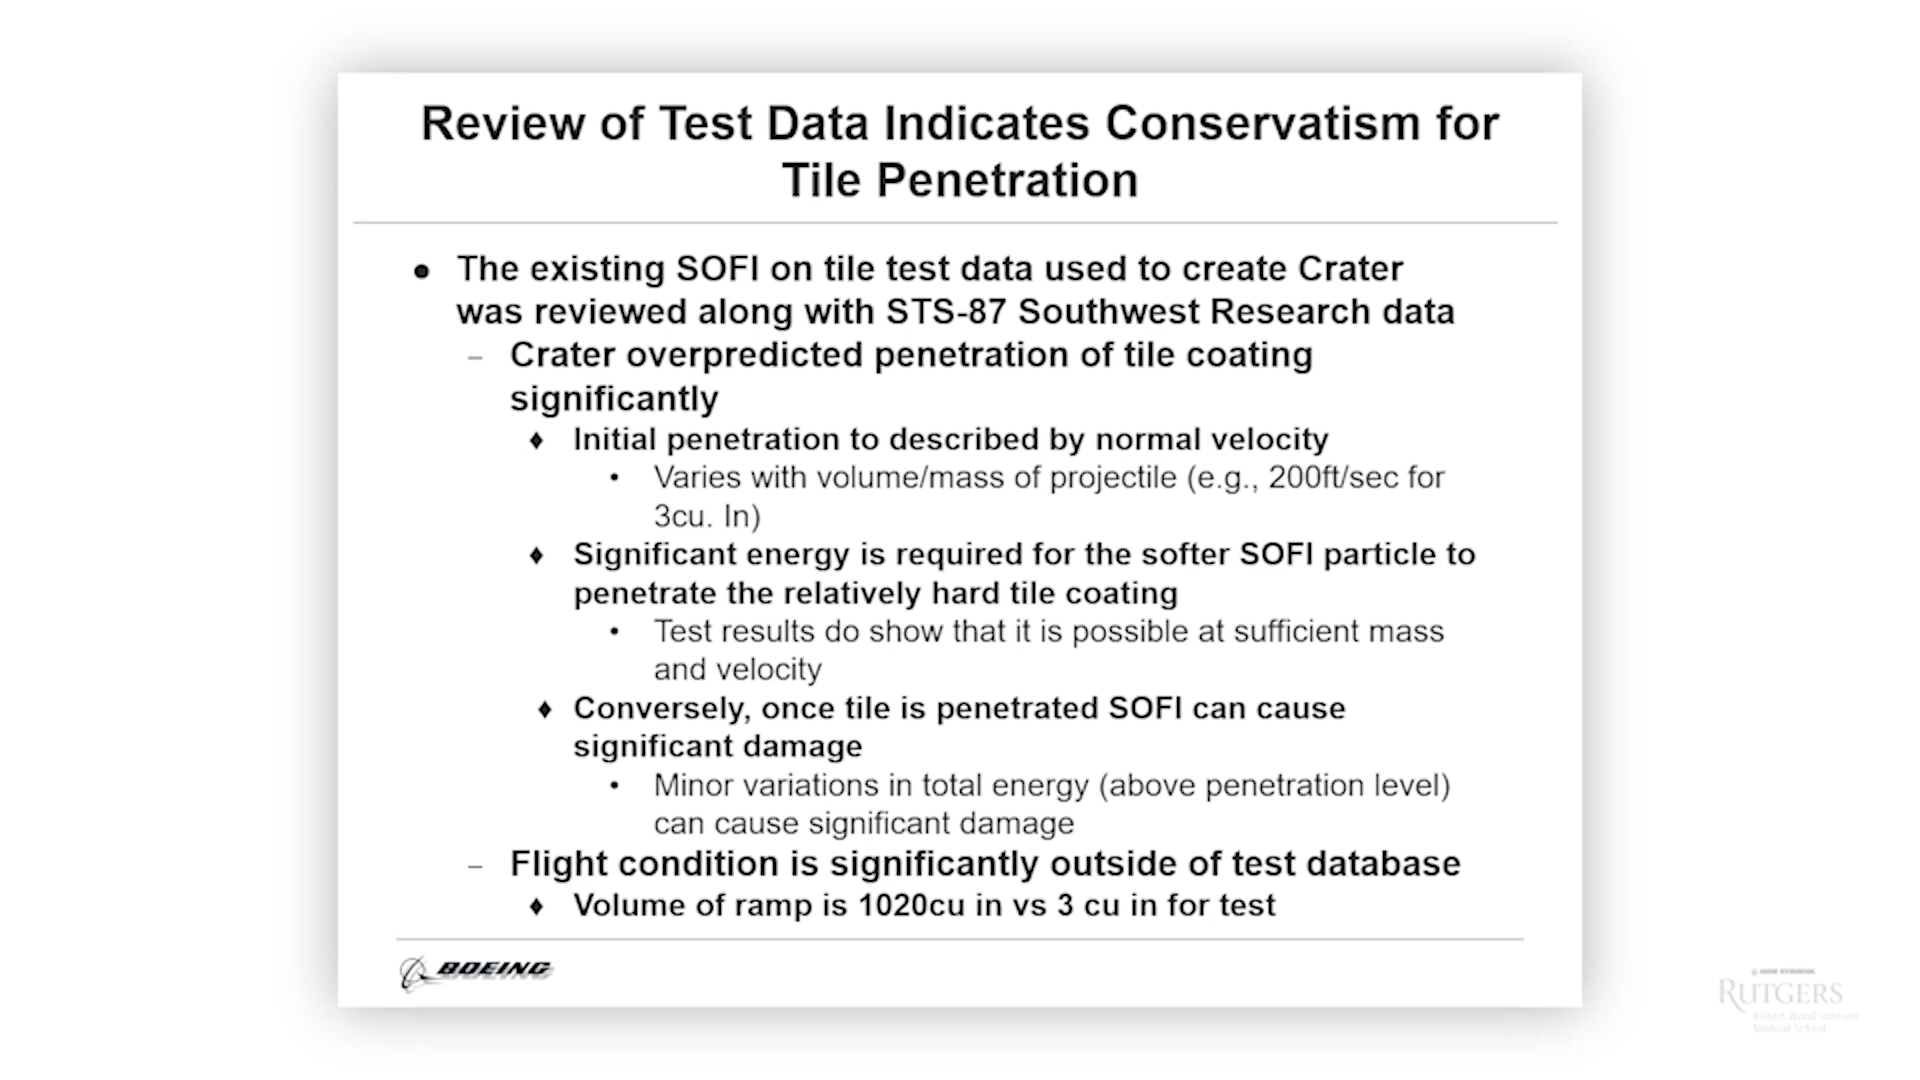 Review of Test Data Indicates Conservatism for
Tile Penetration
● The existing SOFI on tile test data used to create Crater
was reviewed along with STS-87 Southwest Research data
– Crater overpredicted penetration of tile coating
significantly
♦ Initial penetration to described by normal velocity
• Varies with volume/mass of projectile (e.g., 200ft/sec for
3cu. In)
♦ Significant energy is required for the softer SOFI particle to
penetrate the relatively hard tile coating
• Test results do show that it is possible at sufficient mass
and velocity
♦ Conversely, once tile is penetrated SOFI can cause
significant damage
• Minor variations in total energy (above penetration level)
can cause significant damage
– Flight condition is significantly outside of test database
♦ Volume of ramp is 1020cu in vs 3 cu in for test
BOEING
RUTGERS
Robert Wood Johnson
Medical School